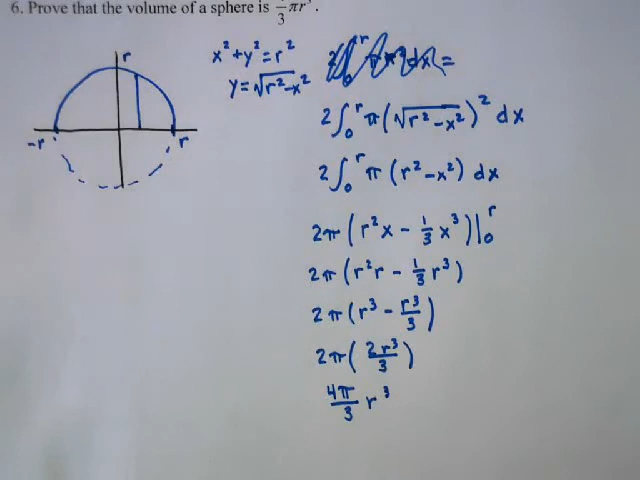 6. Prove that the volume of a sphere is 4/3 πr³.
x² + y² = r²
y = √(r² - x²)
r
-r
r
=
2∫₀ʳ π(√(r² - x²))² dx
2∫₀ʳ π(r² - x²) dx
2π(r²x - 1/3 x³)|₀ʳ
2π(r²r - 1/3 r³)
2π(r³ - r³/3)
2π(2r³/3)
4π/3 r³